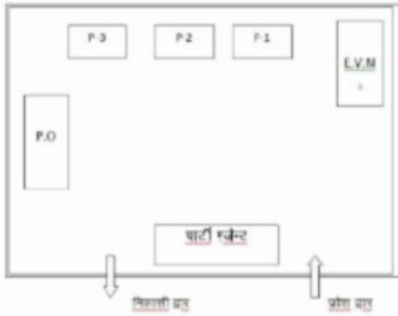 P-3
P-2
P-1
E.V.M
P.O
पार्टी एजेन्ट
निकासी द्वार
प्रवेश द्वार